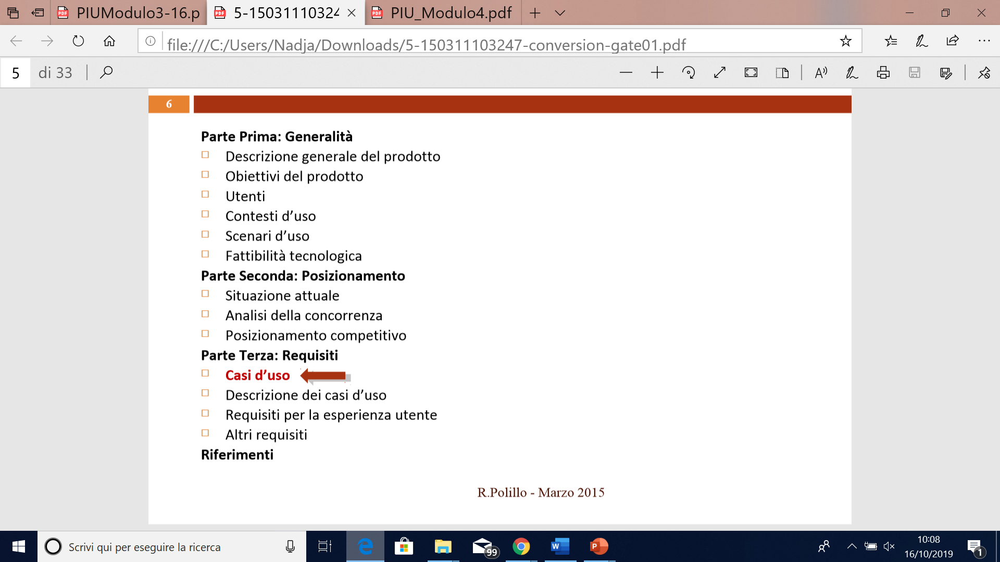 PIUModulo3-16.p
5-15031110324
PIU_Modulo4.pdf
file:///C:/Users/Nadja/Downloads/5-150311103247-conversion-gate01.pdf
5 di 33
6
Parte Prima: Generalità
Descrizione generale del prodotto
Obiettivi del prodotto
Utenti
Contesti d’uso
Scenari d’uso
Fattibilità tecnologica
Parte Seconda: Posizionamento
Situazione attuale
Analisi della concorrenza
Posizionamento competitivo
Parte Terza: Requisiti
Casi d’uso
Descrizione dei casi d’uso
Requisiti per la esperienza utente
Altri requisiti
Riferimenti
R.Polillo - Marzo 2015
Scrivi qui per eseguire la ricerca
99
10:08
16/10/2019
1